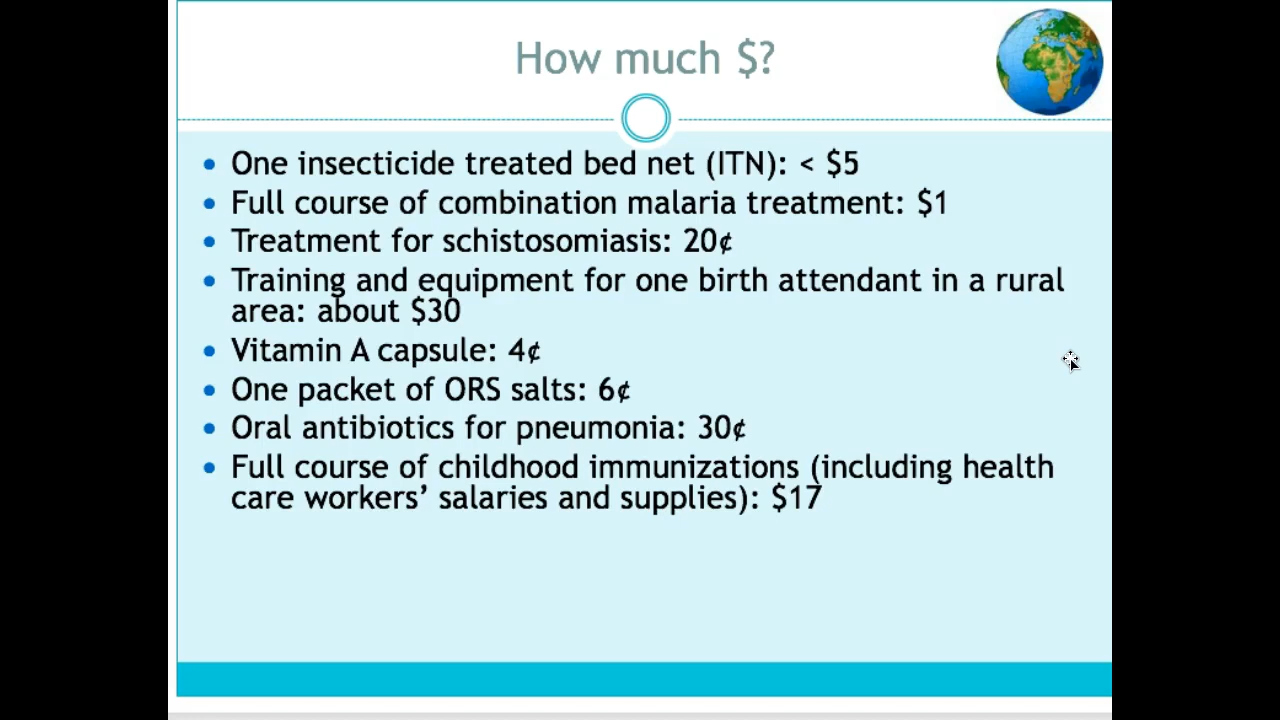 How much $?
• One insecticide treated bed net (ITN): < $5
• Full course of combination malaria treatment: $1
• Treatment for schistosomiasis: 20¢
• Training and equipment for one birth attendant in a rural
area: about $30
• Vitamin A capsule: 4¢
• One packet of ORS salts: 6¢
• Oral antibiotics for pneumonia: 30¢
• Full course of childhood immunizations (including health
care workers’ salaries and supplies): $17